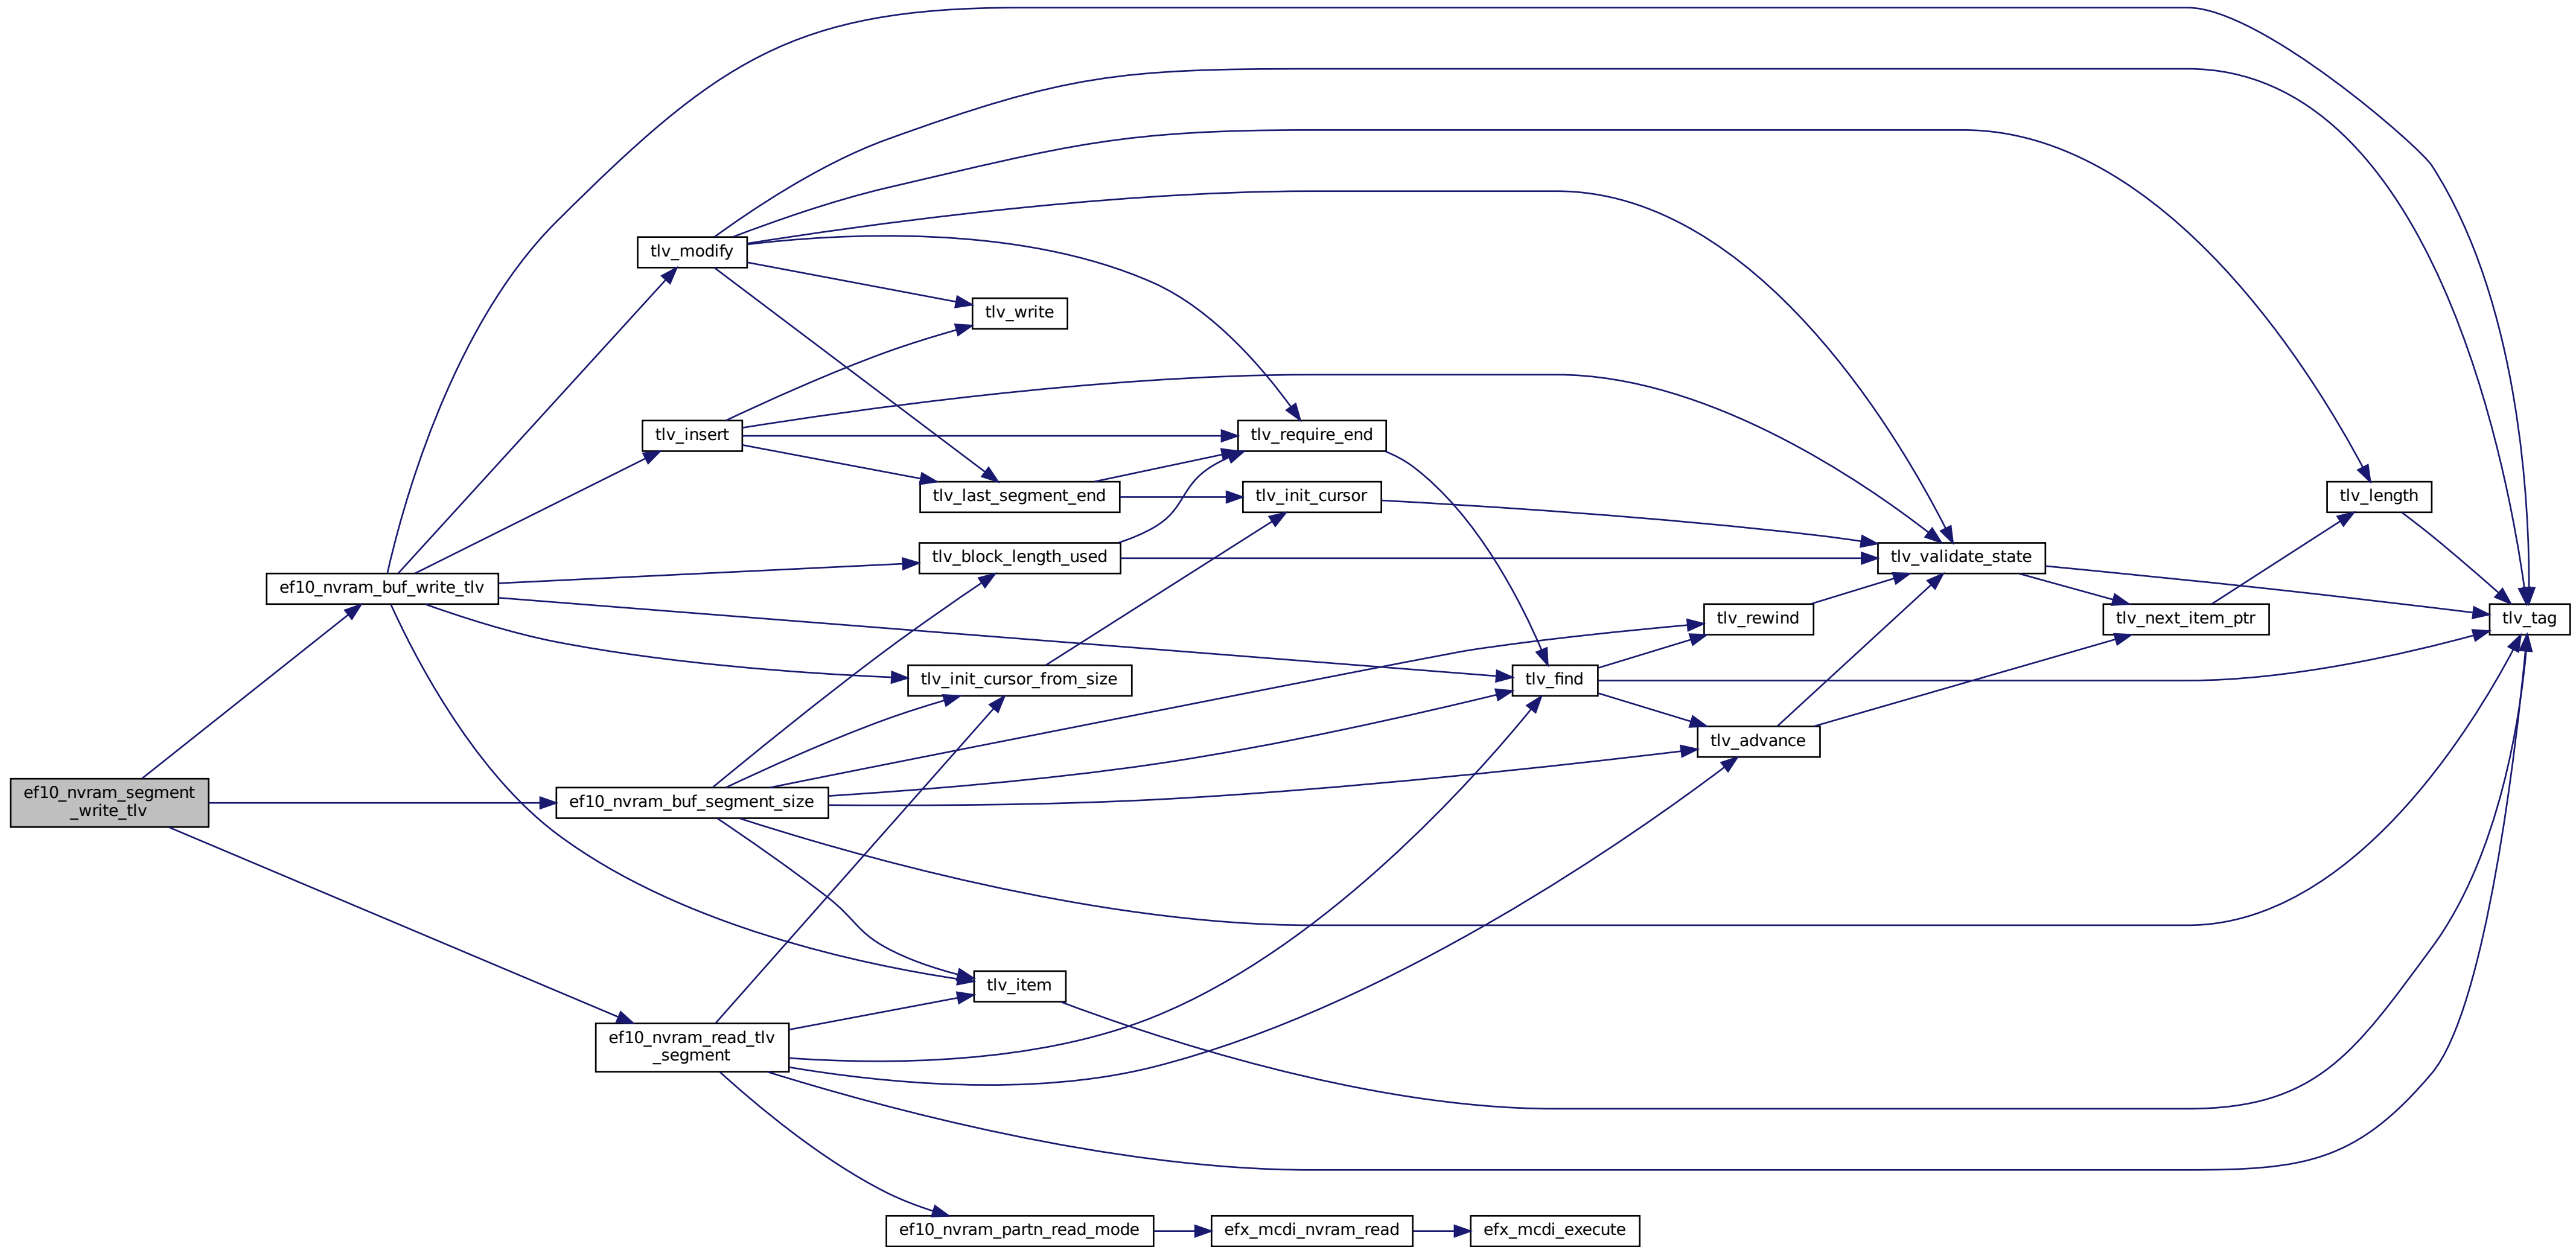 tlv_modify
tlv_write
tlv_insert
tlv_require_end
tlv_last_segment_end
tlv_init_cursor
tlv_length
tlv_block_length_used
tlv_validate_state
ef10_nvram_buf_write_tlv
tlv_rewind
tlv_next_item_ptr
tlv_tag
tlv_init_cursor_from_size
tlv_find
tlv_advance
ef10_nvram_segment
_write_tlv
ef10_nvram_buf_segment_size
tlv_item
ef10_nvram_read_tlv
_segment
ef10_nvram_partn_read_mode
efx_mcdi_nvram_read
efx_mcdi_execute